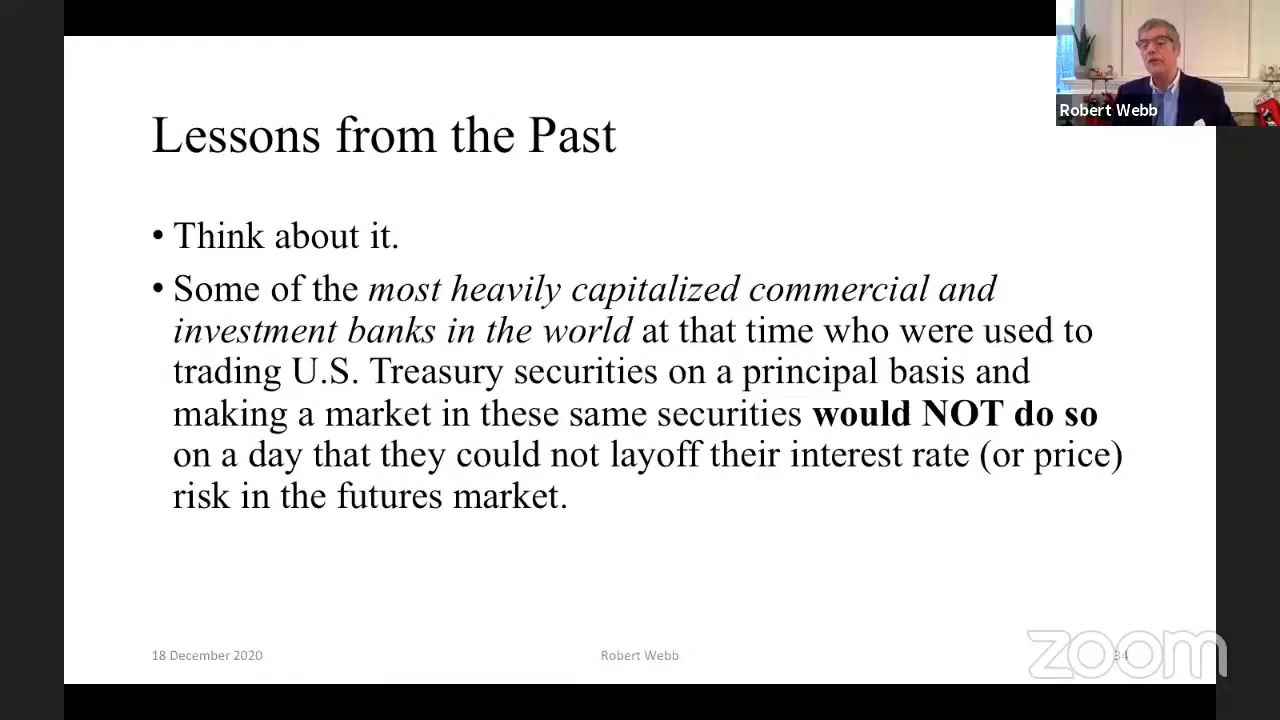 Robert Webb
Lessons from the Past
• Think about it.
• Some of the most heavily capitalized commercial and
investment banks in the world at that time who were used to
trading U.S. Treasury securities on a principal basis and
making a market in these same securities would NOT do so
on a day that they could not layoff their interest rate (or price)
risk in the futures market.
18 December 2020
Robert Webb
34
zoom